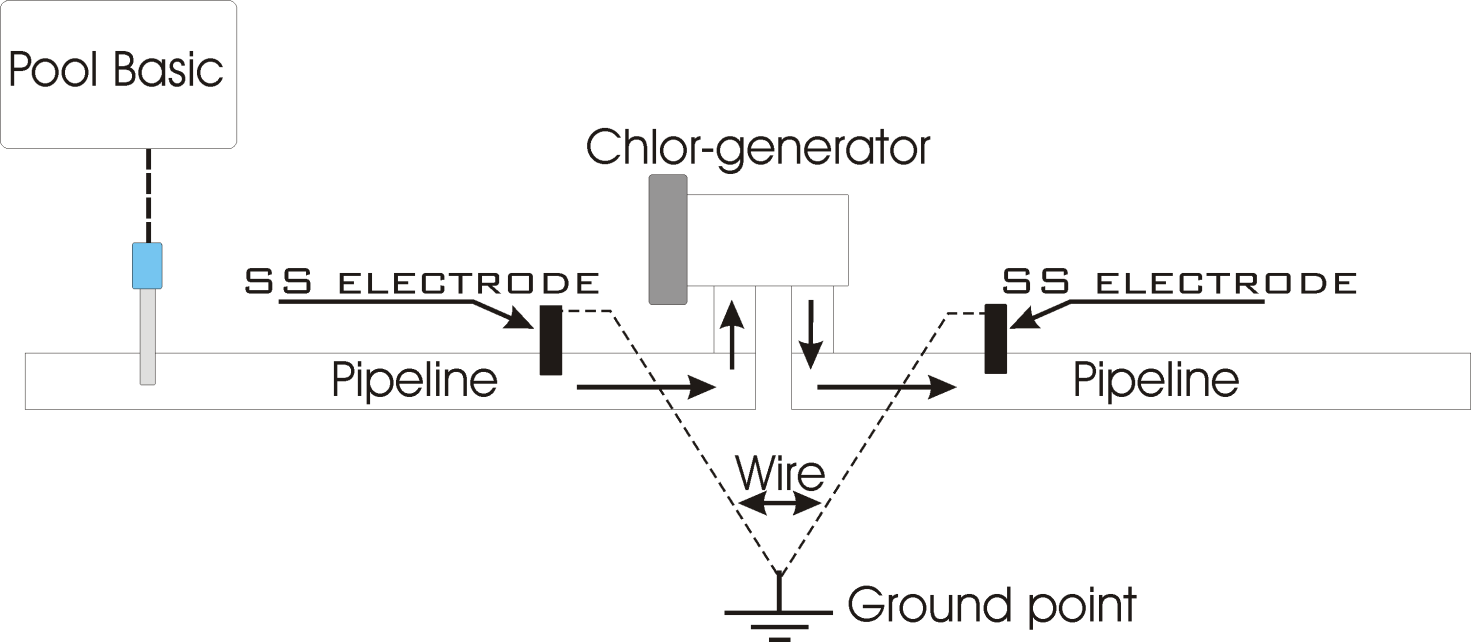 Pool Basic
Chlor-generator
SS ELECTRODE
SS ELECTRODE
Pipeline
Pipeline
Wire
Ground point